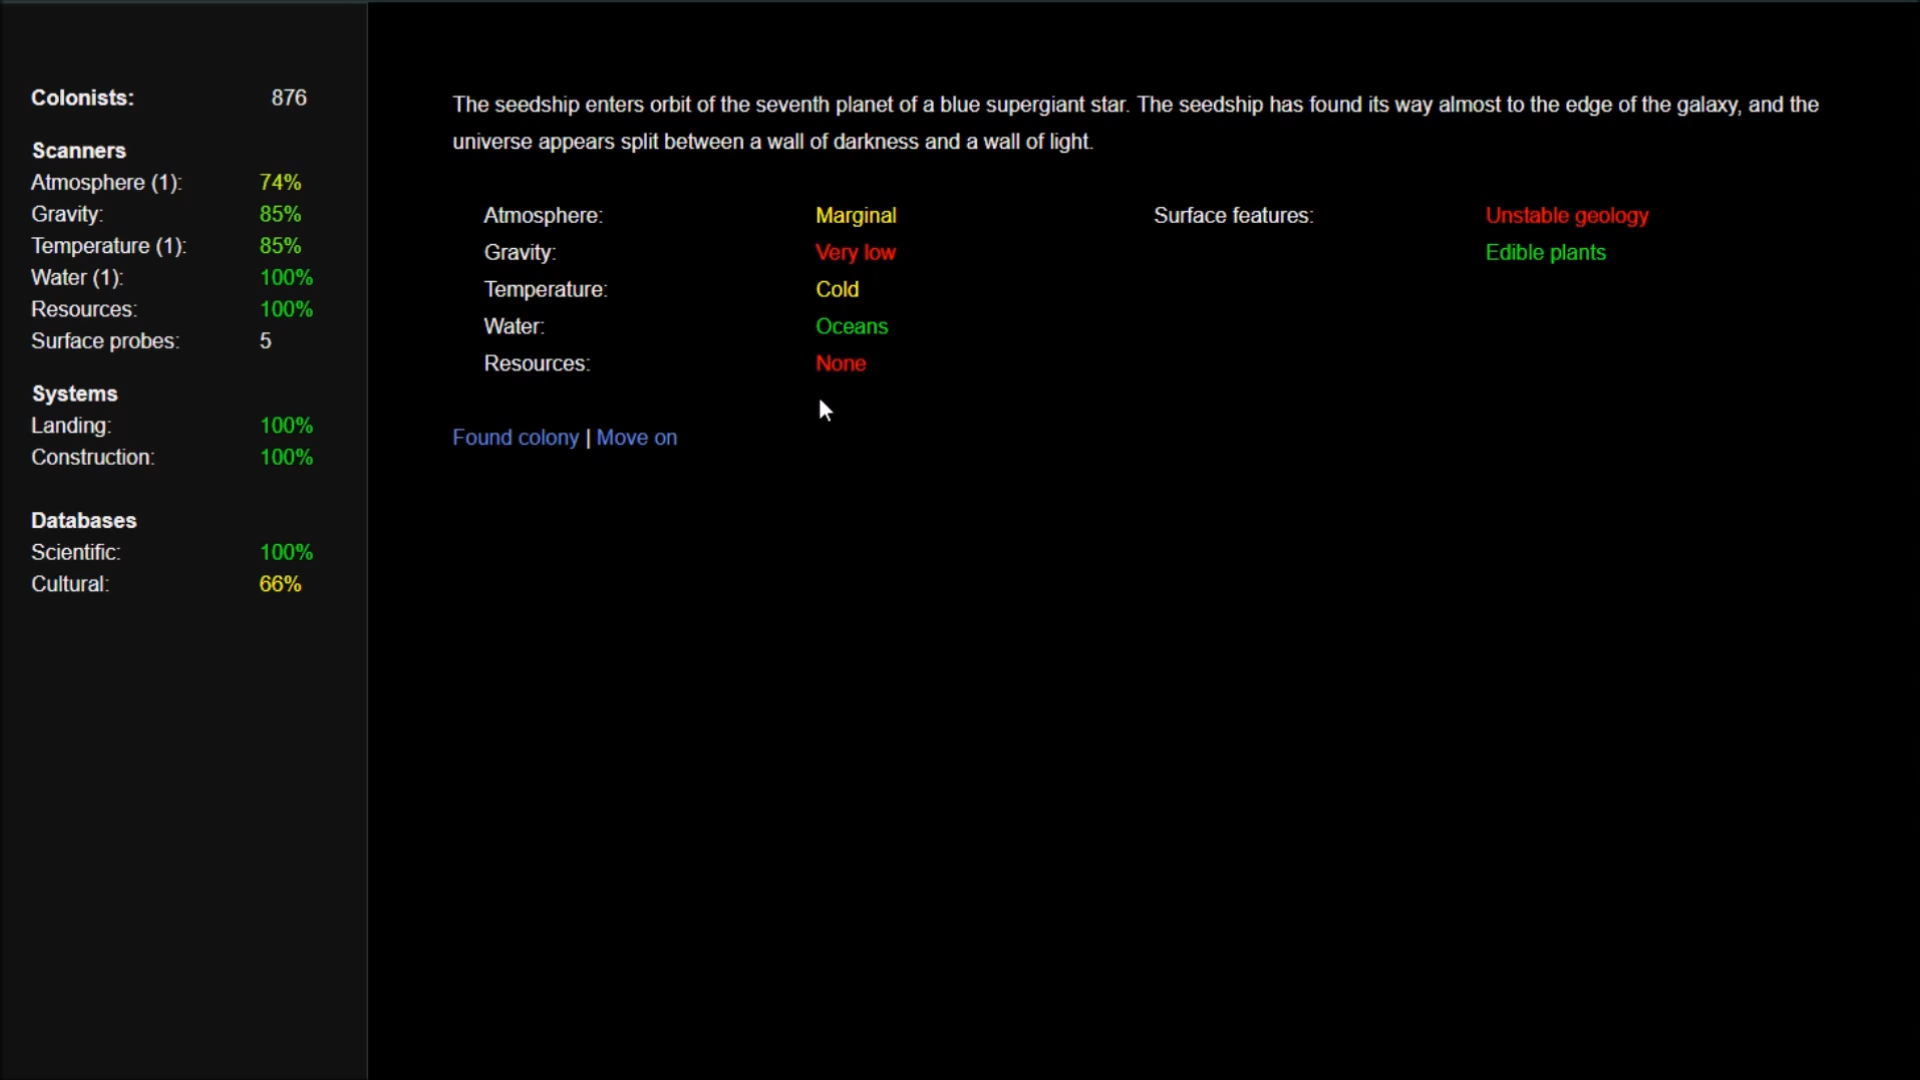 Colonists: 876
Scanners
Atmosphere (1): 74%
Gravity: 85%
Temperature (1): 85%
Water (1): 100%
Resources: 100%
Surface probes: 5
Systems
Landing: 100%
Construction: 100%
Databases
Scientific: 100%
Cultural: 66%
The seedship enters orbit of the seventh planet of a blue supergiant star. The seedship has found its way almost to the edge of the galaxy, and the
universe appears split between a wall of darkness and a wall of light.
Atmosphere: Marginal
Gravity: Very low
Temperature: Cold
Water: Oceans
Resources: None
Surface features: Unstable geology
Edible plants
Found colony | Move on